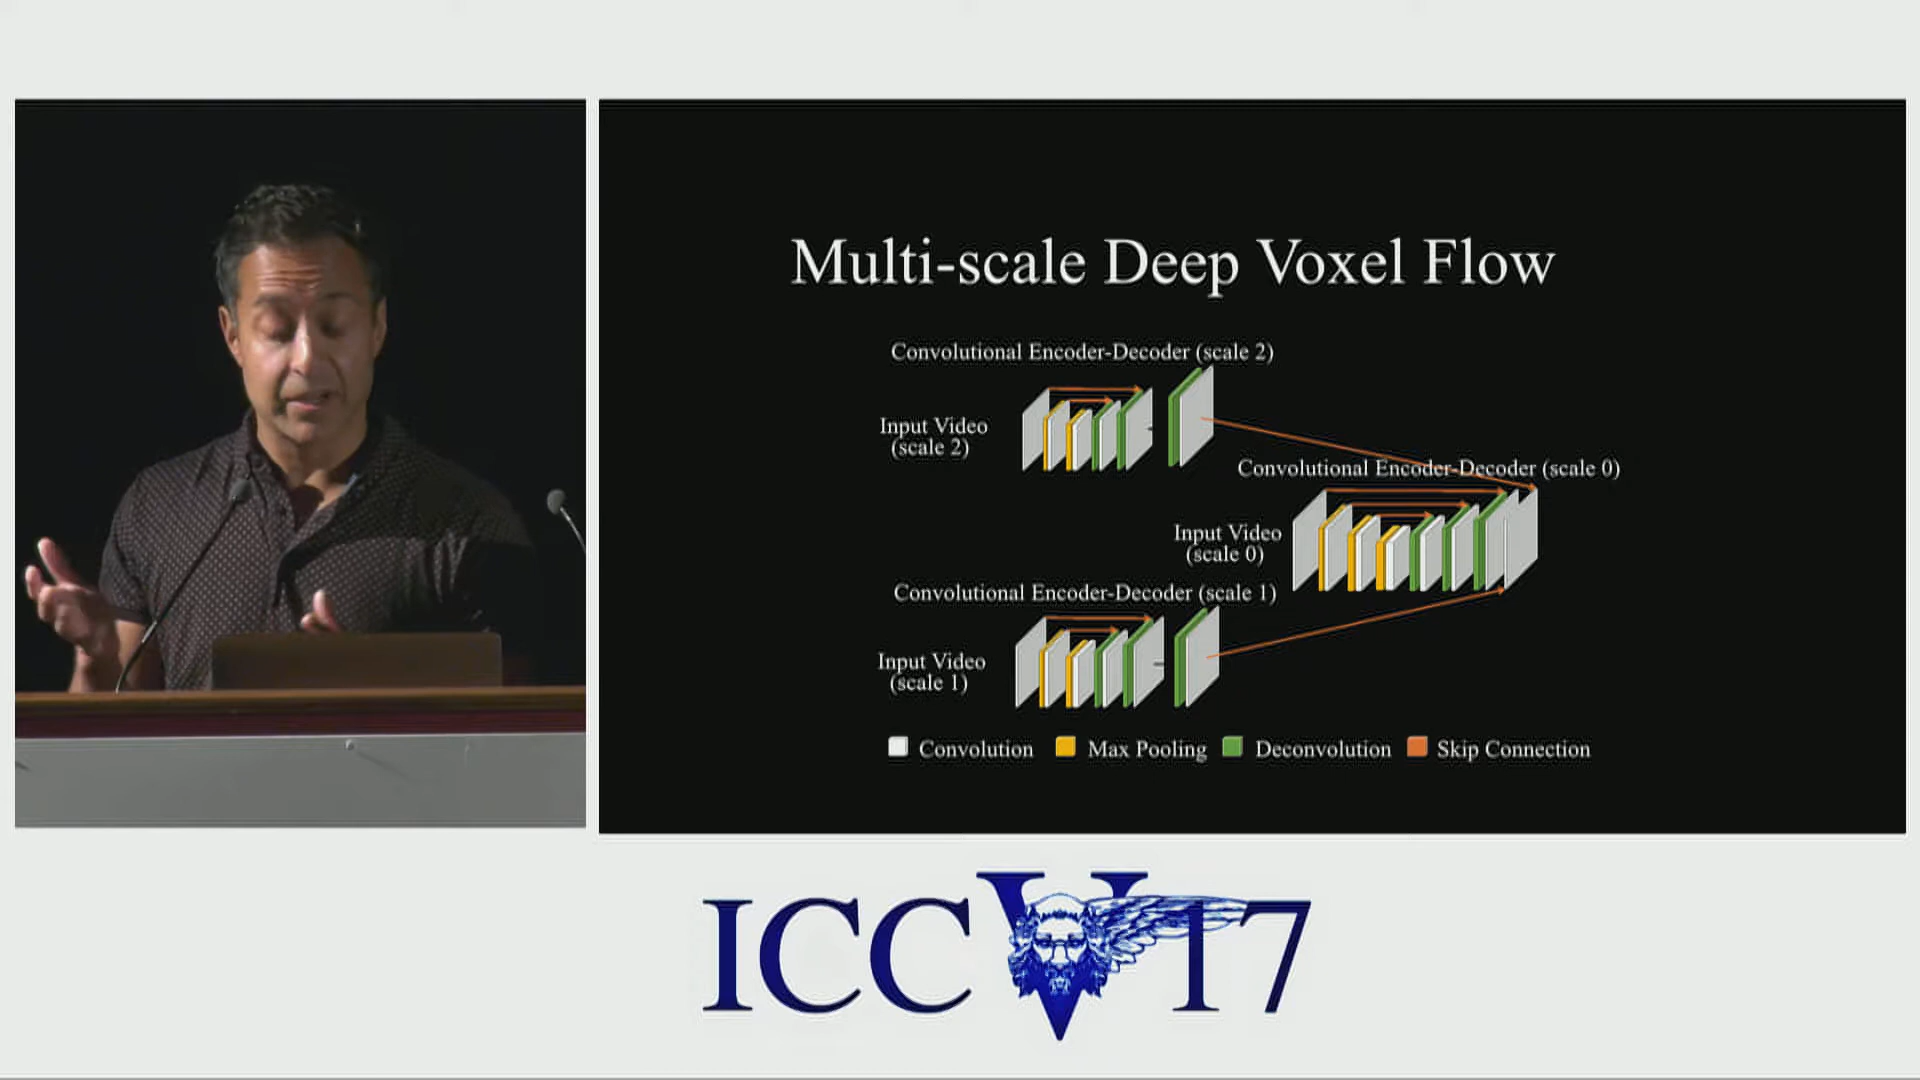 Multi-scale Deep Voxel Flow
Convolutional Encoder-Decoder (scale 2)
Input Video
(scale 2)
Convolutional Encoder-Decoder (scale 0)
Input Video
(scale 0)
Convolutional Encoder-Decoder (scale 1)
Input Video
(scale 1)
Convolution Max Pooling Deconvolution Skip Connection
ICCV17